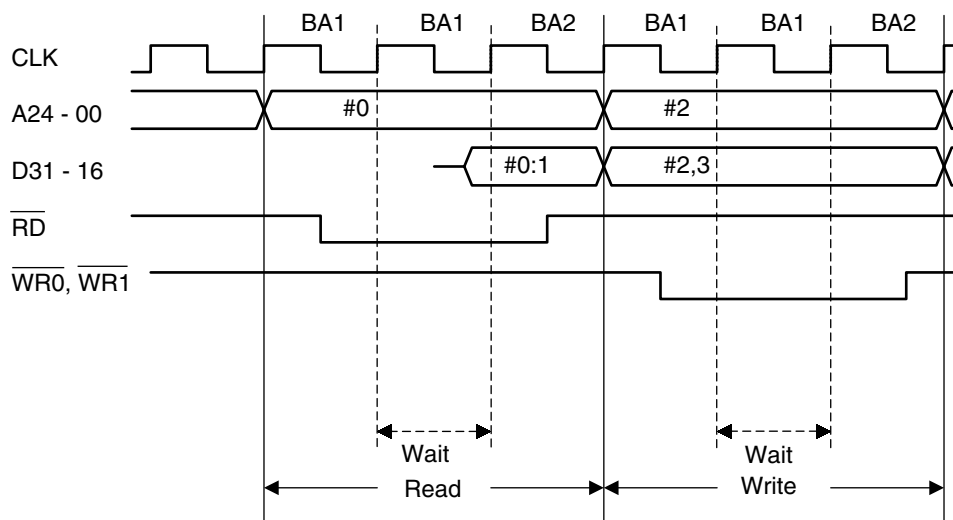 BA1 BA1 BA2 BA1 BA1 BA2
CLK
A24 - 00 #0 #2
D31 - 16 #0:1 #2,3
RD
WR0, WR1
Wait Wait
Read Write